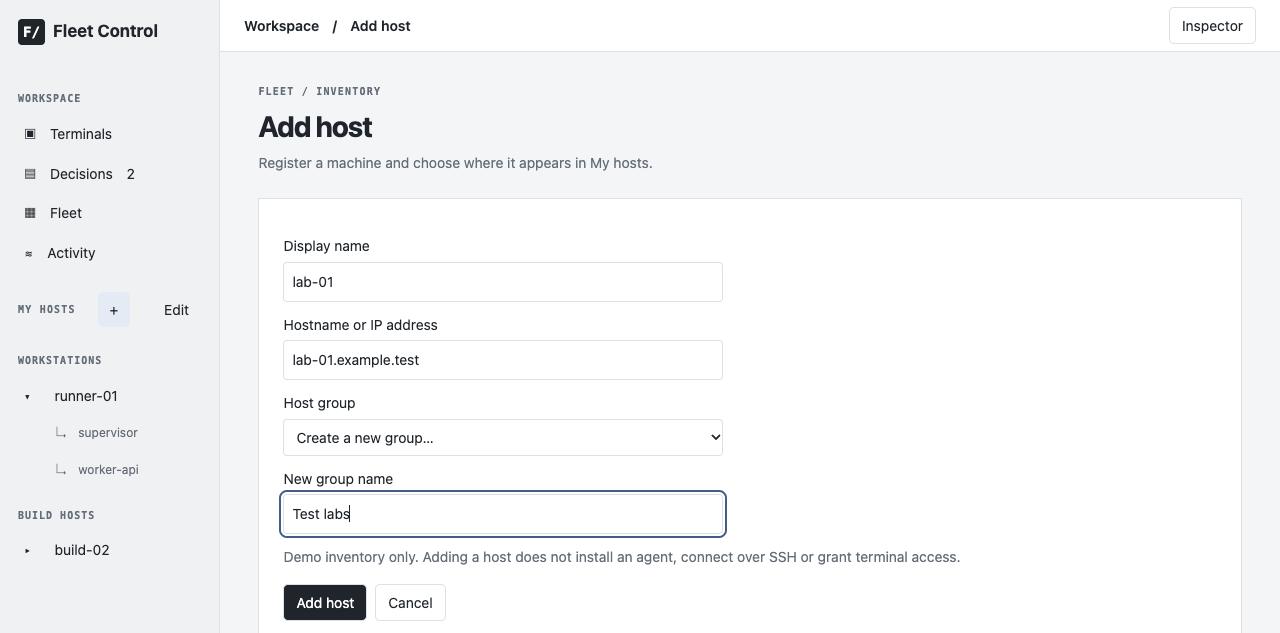 F/ Fleet Control
Workspace / Add host
Inspector
WORKSPACE
Terminals
Decisions 2
Fleet
Activity
MY HOSTS + Edit
WORKSTATIONS
runner-01
supervisor
worker-api
BUILD HOSTS
build-02
FLEET / INVENTORY
Add host
Register a machine and choose where it appears in My hosts.
Display name
lab-01
Hostname or IP address
lab-01.example.test
Host group
Create a new group…
New group name
Test labs
Demo inventory only. Adding a host does not install an agent, connect over SSH or grant terminal access.
Add host Cancel